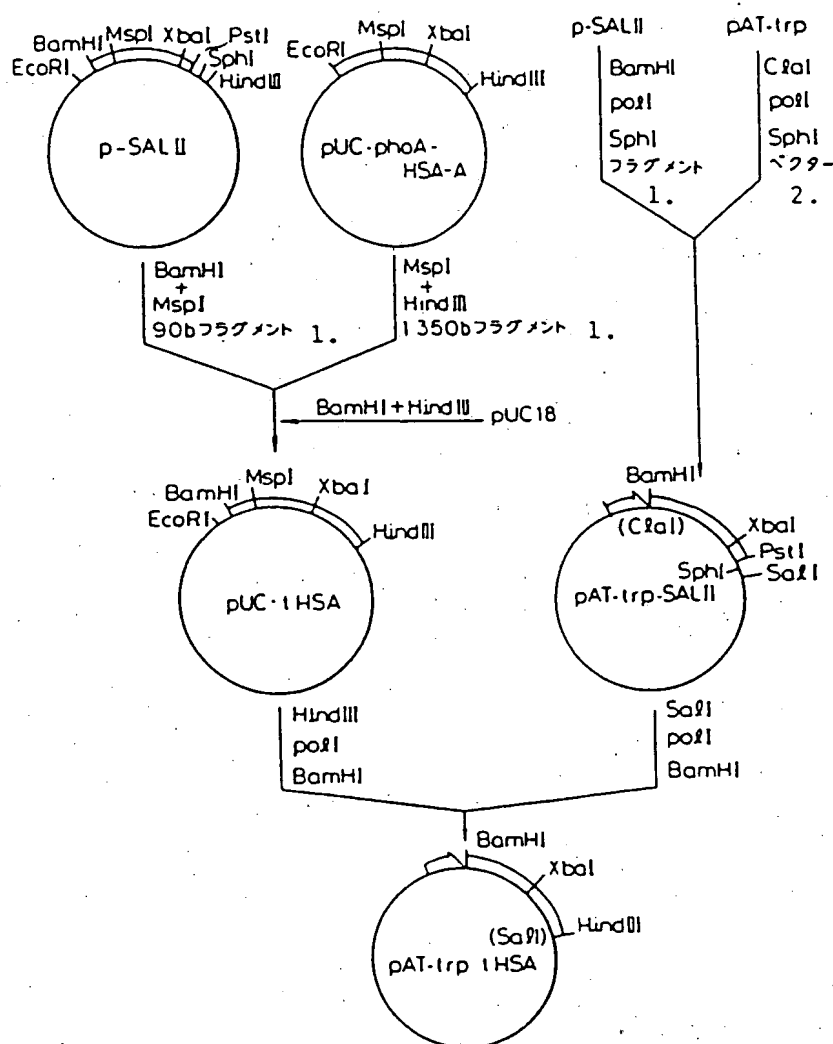 EcoRI BamHI MspI XbaI PstI SphI HindIII
p-SALII
EcoRI MspI XbaI HindIII
pUC-phoA-
HSA-A
p-SALII
BamHI
polI
SphI
フラグメント
1.
pAT-trp
ClaI
polI
SphI
ベクター
2.
BamHI
+
MspI
90bフラグメント 1.
MspI
+
HindIII
1350bフラグメント 1.
BamHI+HindIII pUC18
EcoRI BamHI MspI XbaI HindIII
pUC-tHSA
BamHI
(ClaI)
XbaI
PstI
SphI SalI
pAT-trp-SALII
HindIII
polI
BamHI
SalI
polI
BamHI
BamHI
XbaI
(SalI) HindIII
pAT-trp tHSA